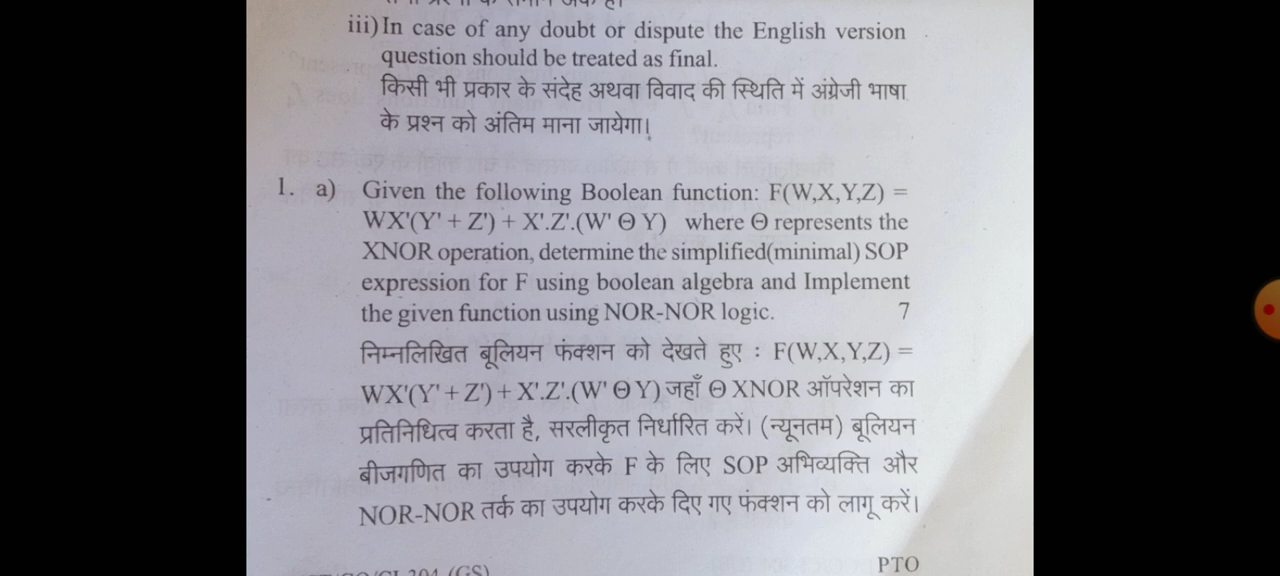 iii) In case of any doubt or dispute the English version
question should be treated as final.
किसी भी प्रकार के संदेह अथवा विवाद की स्थिति में अंग्रेजी भाषा
के प्रश्न को अंतिम माना जायेगा।
1. a) Given the following Boolean function: F(W,X,Y,Z) =
WX'(Y' + Z') + X'.Z'.(W' Θ Y) where Θ represents the
XNOR operation, determine the simplified(minimal) SOP
expression for F using boolean algebra and Implement
the given function using NOR-NOR logic. 7
निम्नलिखित बूलियन फंक्शन को देखते हुए : F(W,X,Y,Z) =
WX'(Y' + Z') + X'.Z'.(W' Θ Y) जहाँ Θ XNOR ऑपरेशन का
प्रतिनिधित्व करता है, सरलीकृत निर्धारित करें। (न्यूनतम) बूलियन
बीजगणित का उपयोग करके F के लिए SOP अभिव्यक्ति और
NOR-NOR तर्क का उपयोग करके दिए गए फंक्शन को लागू करें।
(GS) PTO